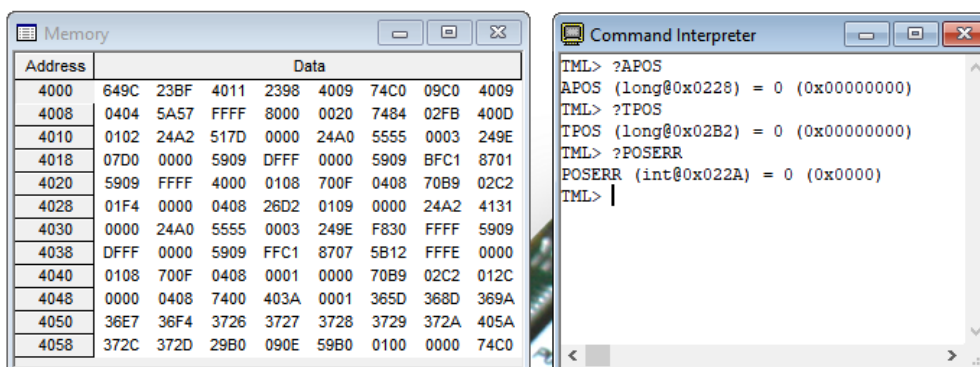 Memory
Address Data
4000 649C 23BF 4011 2398 4009 74C0 09C0 4009
4008 0404 5A57 FFFF 8000 0020 7484 02FB 400D
4010 0102 24A2 517D 0000 24A0 5555 0003 249E
4018 07D0 0000 5909 DFFF 0000 5909 BFC1 8701
4020 5909 FFFF 4000 0108 700F 0408 70B9 02C2
4028 01F4 0000 0408 26D2 0109 0000 24A2 4131
4030 0000 24A0 5555 0003 249E F830 FFFF 5909
4038 DFFF 0000 5909 FFC1 8707 5B12 FFFE 0000
4040 0108 700F 0408 0001 0000 70B9 02C2 012C
4048 0000 0408 7400 403A 0001 365D 368D 369A
4050 36E7 36F4 3726 3727 3728 3729 372A 405A
4058 372C 372D 29B0 090E 59B0 0100 0000 74C0
Command Interpreter
TML> ?APOS
APOS (long@0x0228) = 0 (0x00000000)
TML> ?TPOS
TPOS (long@0x02B2) = 0 (0x00000000)
TML> ?POSERR
POSERR (int@0x022A) = 0 (0x0000)
TML>